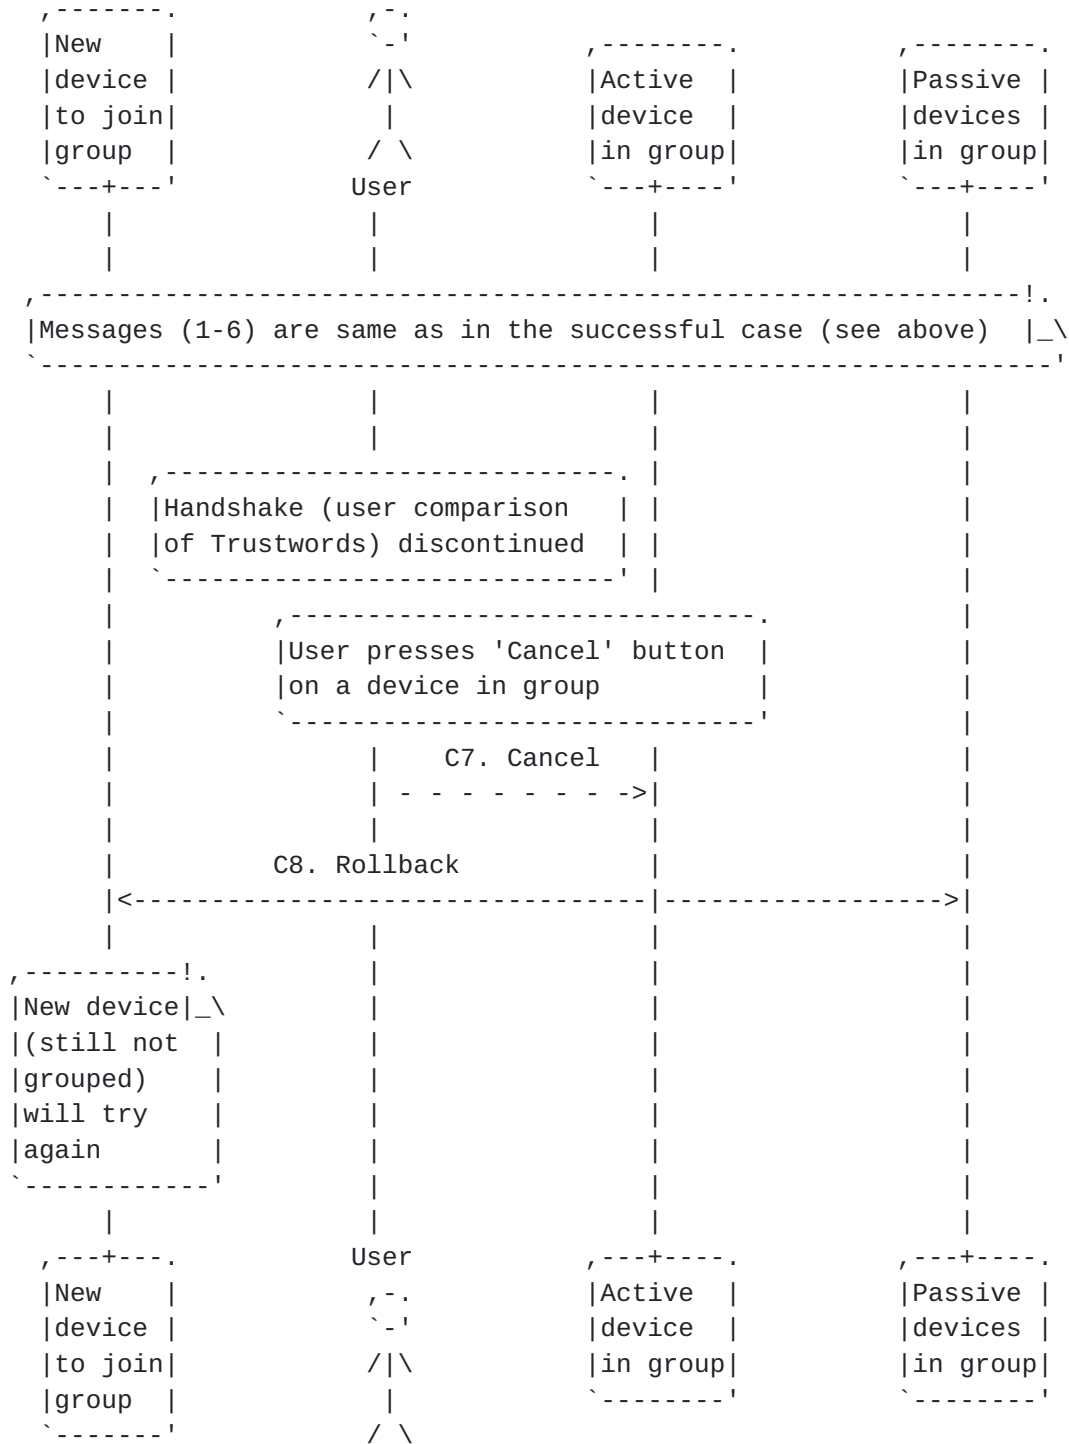 New
device
to join
group
User
Active
device
in group
Passive
devices
in group
Messages (1-6) are same as in the successful case (see above)
Handshake (user comparison
of Trustwords) discontinued
User presses 'Cancel' button
on a device in group
C7. Cancel
C8. Rollback
New device
(still not
grouped)
will try
again
New
device
to join
group
User
Active
device
in group
Passive
devices
in group